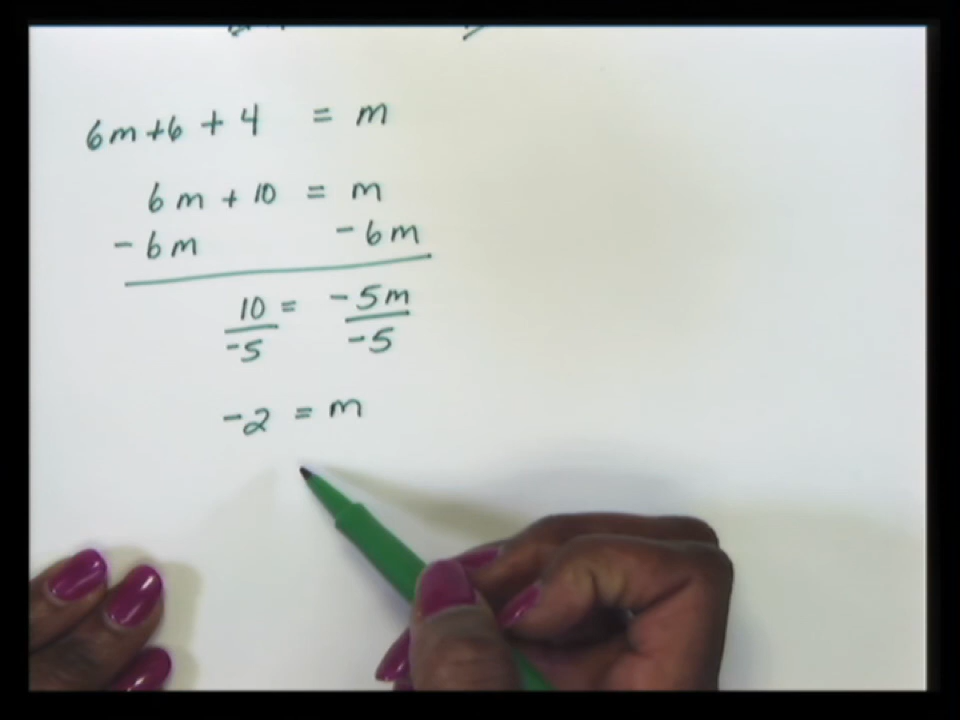 6m+6 + 4 = m
6m + 10 = m
-6m -6m
10 = -5m
-5 -5
-2 = m